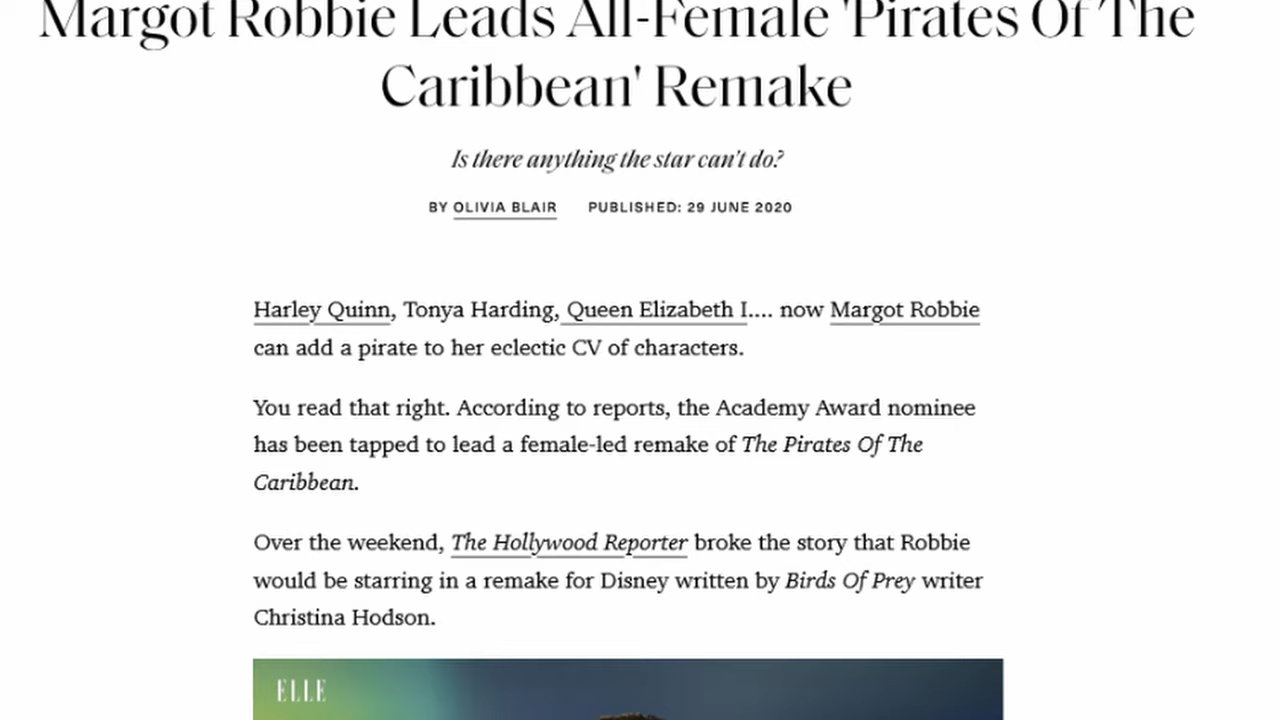 Margot Robbie Leads All-Female 'Pirates Of The
Caribbean' Remake
Is there anything the star can't do?
BY OLIVIA BLAIR PUBLISHED: 29 JUNE 2020
Harley Quinn, Tonya Harding, Queen Elizabeth I.... now Margot Robbie
can add a pirate to her eclectic CV of characters.
You read that right. According to reports, the Academy Award nominee
has been tapped to lead a female-led remake of The Pirates Of The
Caribbean.
Over the weekend, The Hollywood Reporter broke the story that Robbie
would be starring in a remake for Disney written by Birds Of Prey writer
Christina Hodson.
ELLE